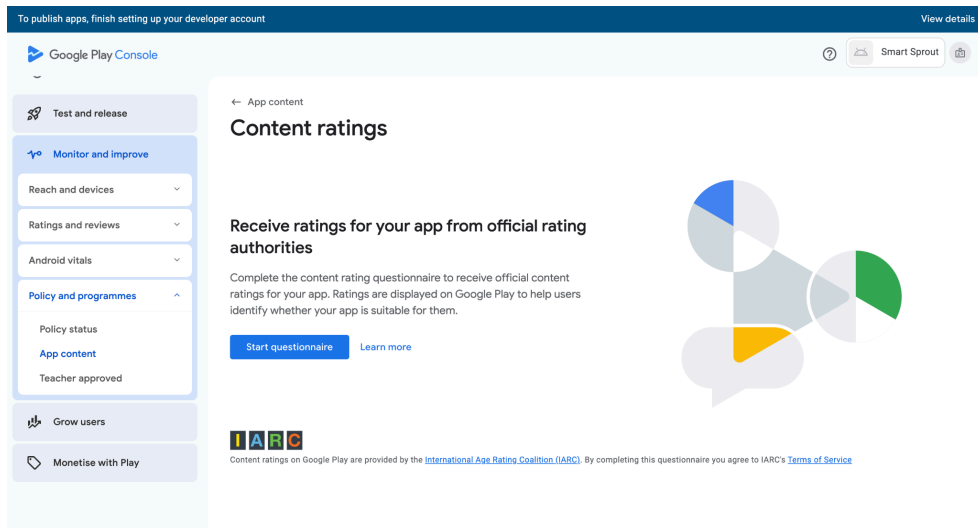 To publish apps, finish setting up your developer account
View details
Google Play Console
Smart Sprout
Test and release
Monitor and improve
Reach and devices
Ratings and reviews
Android vitals
Policy and programmes
Policy status
App content
Teacher approved
Grow users
Monetise with Play
← App content
Content ratings
Receive ratings for your app from official rating
authorities
Complete the content rating questionnaire to receive official content
ratings for your app. Ratings are displayed on Google Play to help users
identify whether your app is suitable for them.
Start questionnaire
Learn more
IARC
Content ratings on Google Play are provided by the International Age Rating Coalition (IARC). By completing this questionnaire you agree to IARC's Terms of Service